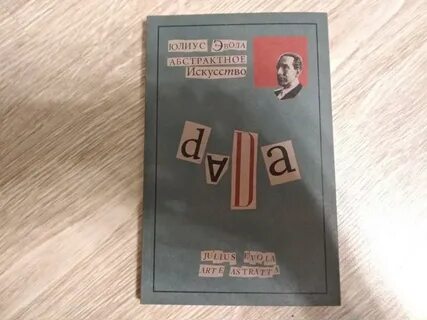 ЮЛИУС ЭвОЛА
АБСТРАКТНОЕ
Искусство
dADa
JULIUS EVOLA
ARTE ASTRATTA